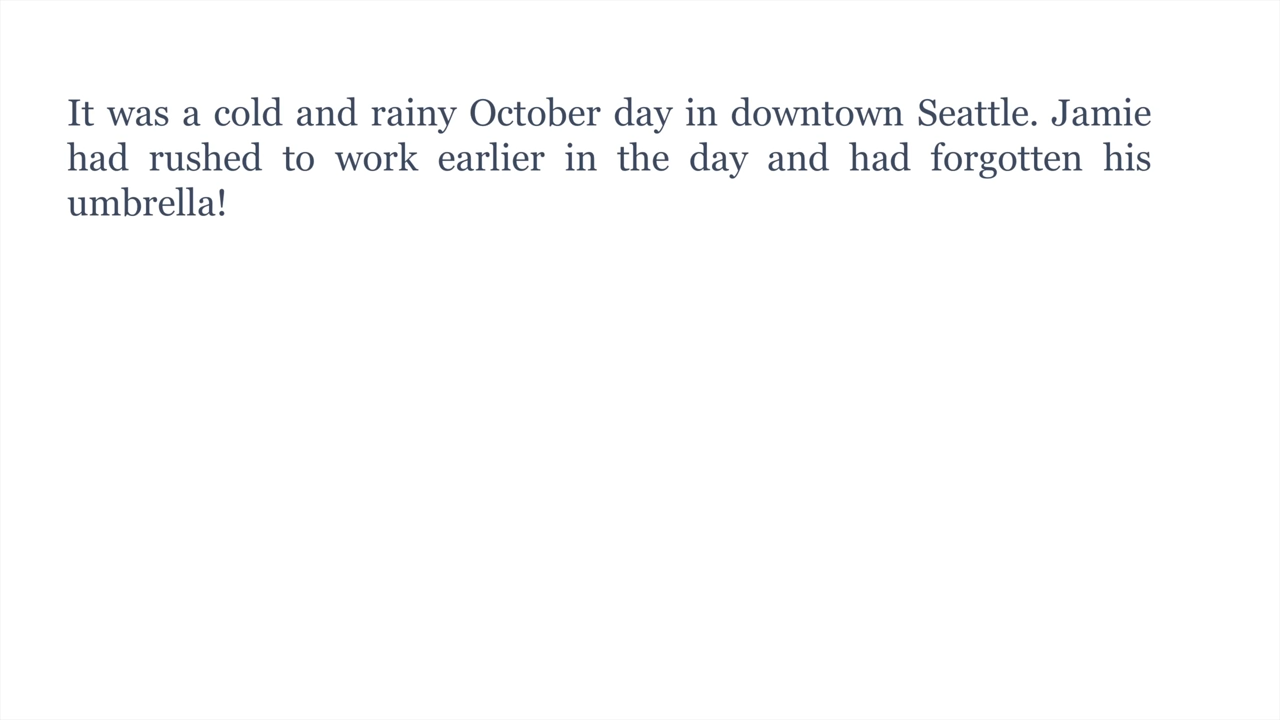 It was a cold and rainy October day in downtown Seattle. Jamie
had rushed to work earlier in the day and had forgotten his
umbrella!